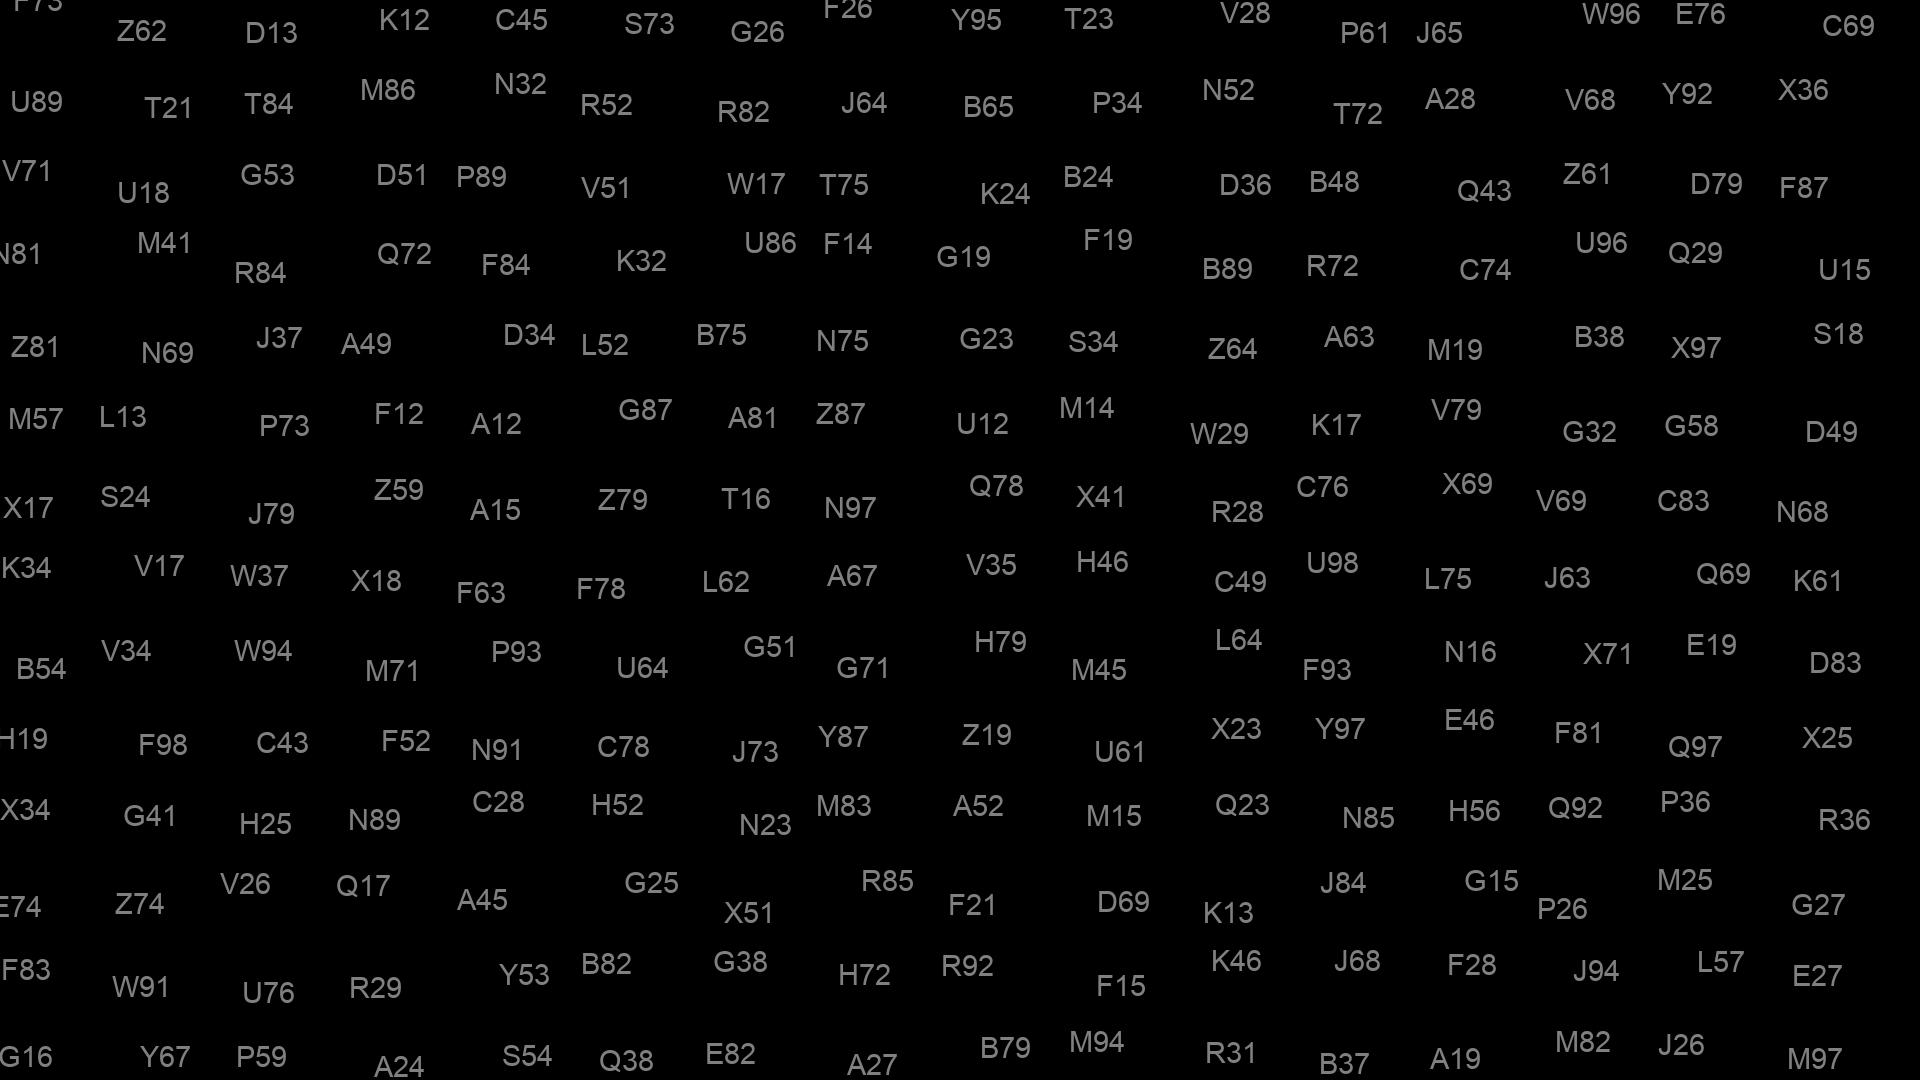 F73 Z62 D13 K12 C45 S73 G26 F26 Y95 T23 V28 P61 J65 W96 E76 C69
U89 T21 T84 M86 N32 R52 R82 J64 B65 P34 N52 T72 A28 V68 Y92 X36
V71 U18 G53 D51 P89 V51 W17 T75 K24 B24 D36 B48 Q43 Z61 D79 F87
N81 M41 R84 Q72 F84 K32 U86 F14 G19 F19 B89 R72 C74 U96 Q29 U15
Z81 N69 J37 A49 D34 L52 B75 N75 G23 S34 Z64 A63 M19 B38 X97 S18
M57 L13 P73 F12 A12 G87 A81 Z87 U12 M14 W29 K17 V79 G32 G58 D49
X17 S24 J79 Z59 A15 Z79 T16 N97 Q78 X41 R28 C76 X69 V69 C83 N68
K34 V17 W37 X18 F63 F78 L62 A67 V35 H46 C49 U98 L75 J63 Q69 K61
B54 V34 W94 M71 P93 U64 G51 G71 H79 M45 L64 F93 N16 X71 E19 D83
H19 F98 C43 F52 N91 C78 J73 Y87 Z19 U61 X23 Y97 E46 F81 Q97 X25
X34 G41 H25 N89 C28 H52 N23 M83 A52 M15 Q23 N85 H56 Q92 P36 R36
E74 Z74 V26 Q17 A45 G25 X51 R85 F21 D69 K13 J84 G15 P26 M25 G27
F83 W91 U76 R29 Y53 B82 G38 H72 R92 F15 K46 J68 F28 J94 L57 E27
G16 Y67 P59 A24 S54 Q38 E82 A27 B79 M94 R31 B37 A19 M82 J26 M97